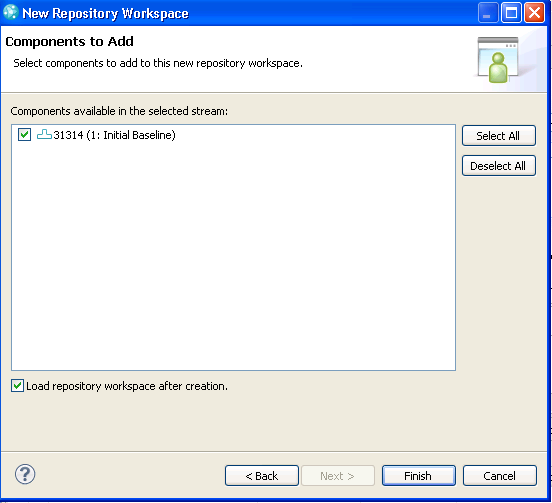 New Repository Workspace
Components to Add
Select components to add to this new repository workspace.
Components available in the selected stream:
31314 (1: Initial Baseline)
Select All
Deselect All
Load repository workspace after creation.
?
< Back
Next >
Finish
Cancel